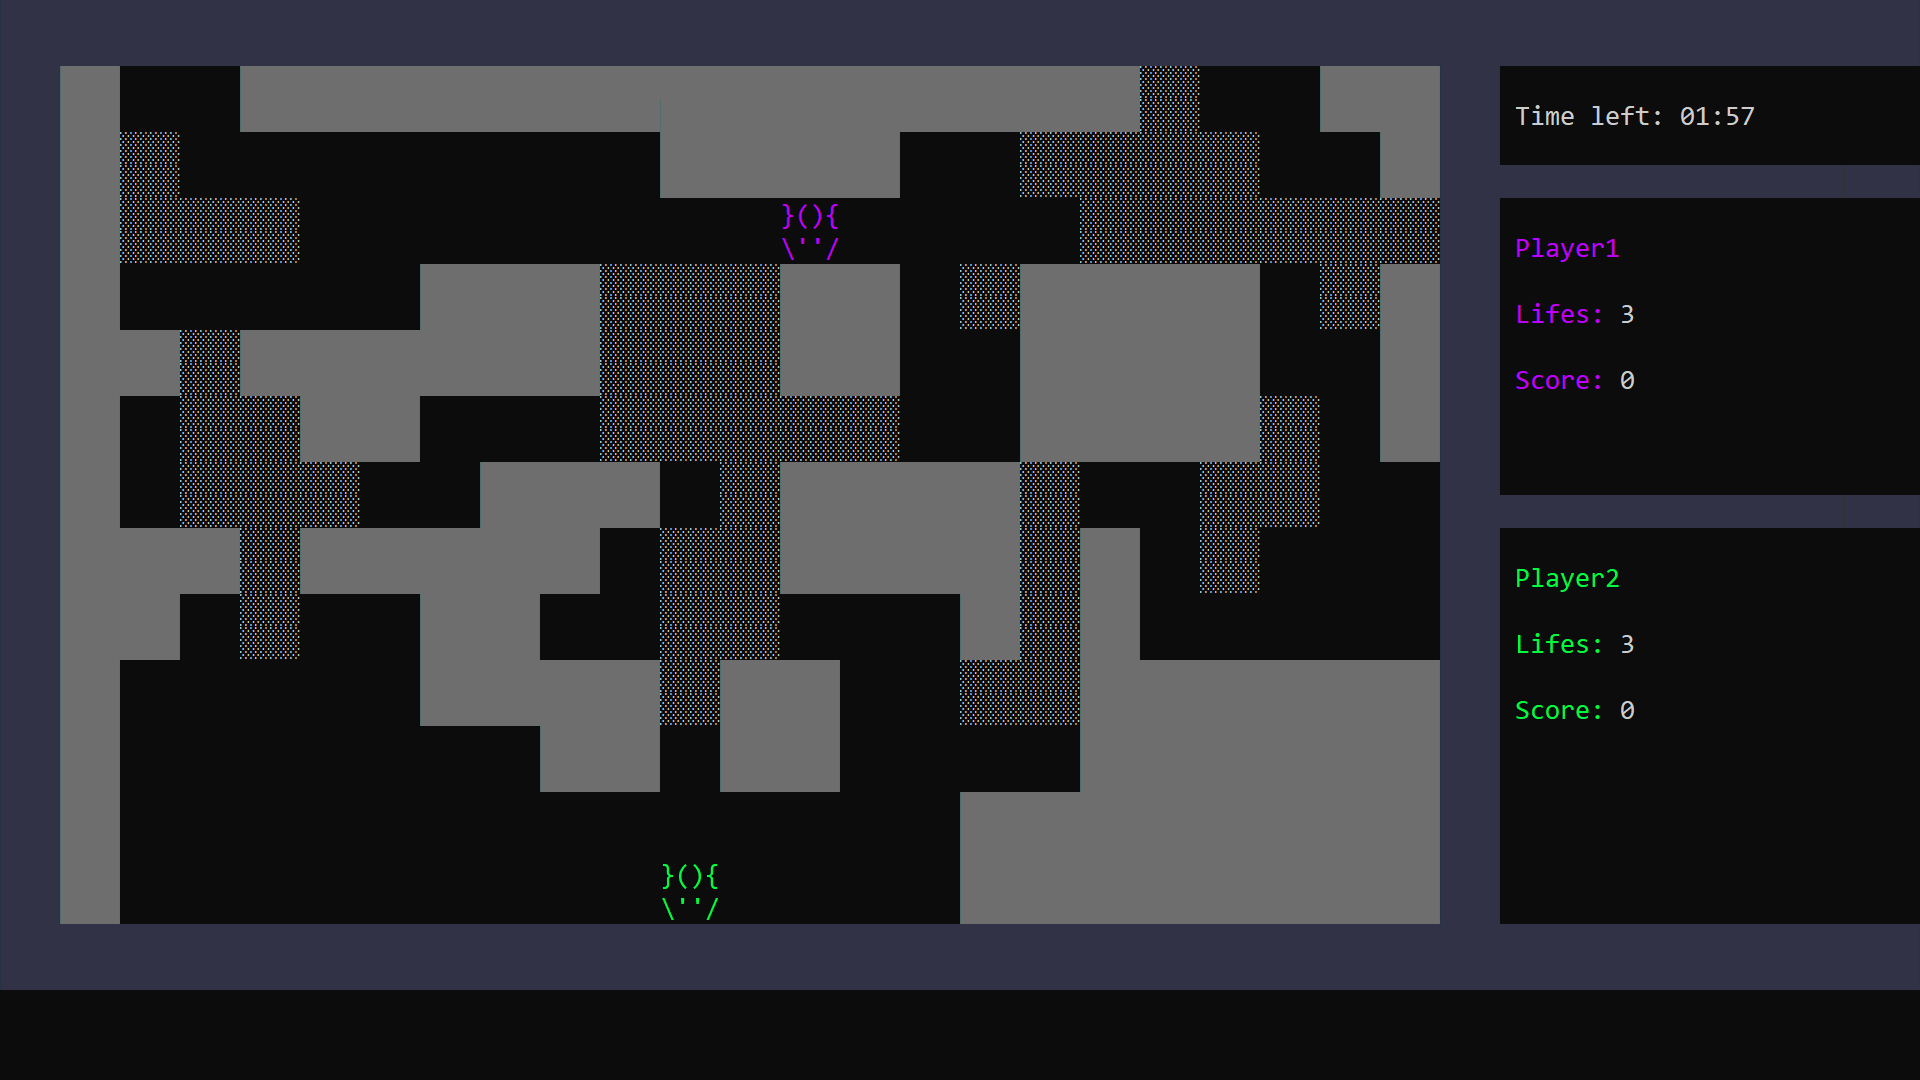 Time left: 01:57
}(){
\''/
Player1
Lifes: 3
Score: 0
Player2
Lifes: 3
Score: 0
}(){
\''/